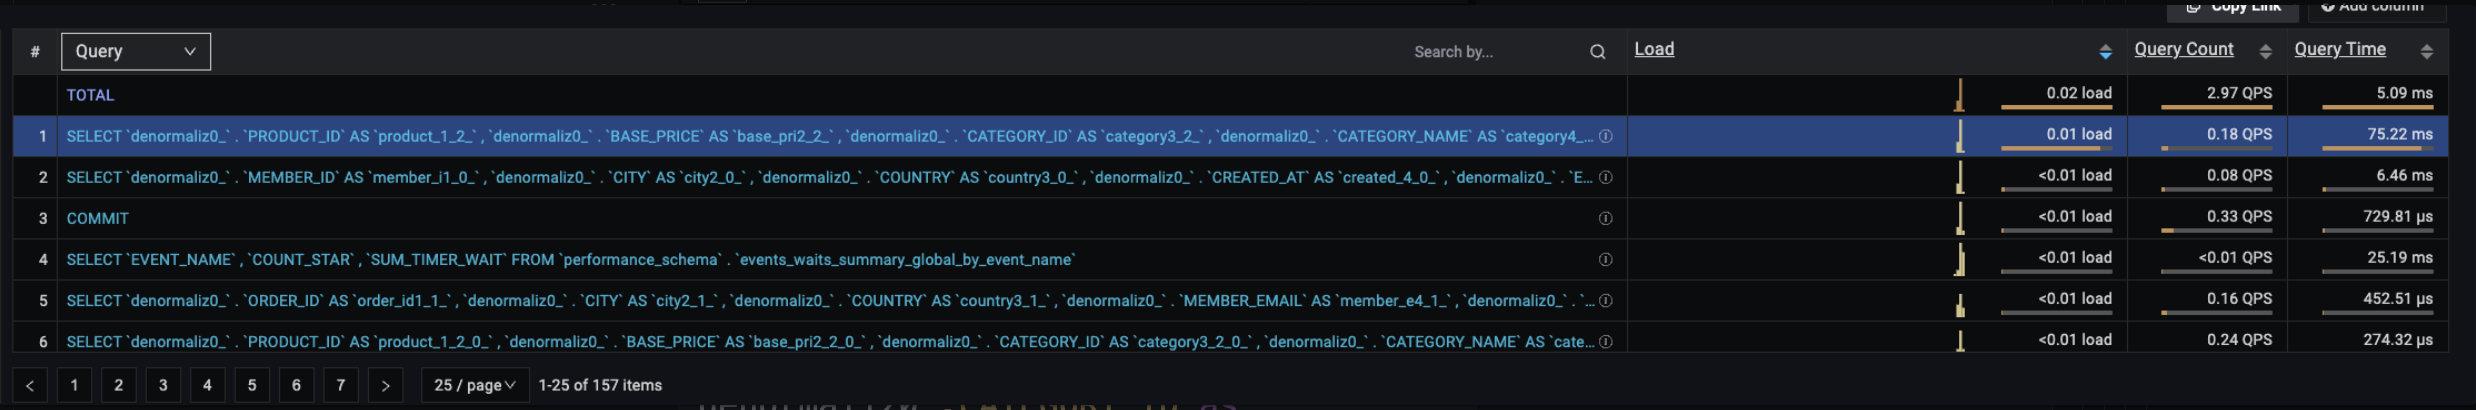 Copy Link Add column
# Query Search by... Load Query Count Query Time
TOTAL 0.02 load 2.97 QPS 5.09 ms
1 SELECT `denormaliz0_` . `PRODUCT_ID` AS `product_1_2_` , `denormaliz0_` . `BASE_PRICE` AS `base_pri2_2_` , `denormaliz0_` . `CATEGORY_ID` AS `category3_2_` , `denormaliz0_` . `CATEGORY_NAME` AS `category4_... 0.01 load 0.18 QPS 75.22 ms
2 SELECT `denormaliz0_` . `MEMBER_ID` AS `member_i1_0_` , `denormaliz0_` . `CITY` AS `city2_0_` , `denormaliz0_` . `COUNTRY` AS `country3_0_` , `denormaliz0_` . `CREATED_AT` AS `created_4_0_` , `denormaliz0_` . `E... <0.01 load 0.08 QPS 6.46 ms
3 COMMIT <0.01 load 0.33 QPS 729.81 µs
4 SELECT `EVENT_NAME` , `COUNT_STAR` , `SUM_TIMER_WAIT` FROM `performance_schema` . `events_waits_summary_global_by_event_name` <0.01 load <0.01 QPS 25.19 ms
5 SELECT `denormaliz0_` . `ORDER_ID` AS `order_id1_1_` , `denormaliz0_` . `CITY` AS `city2_1_` , `denormaliz0_` . `COUNTRY` AS `country3_1_` , `denormaliz0_` . `MEMBER_EMAIL` AS `member_e4_1_` , `denormaliz0_` . `... <0.01 load 0.16 QPS 452.51 µs
6 SELECT `denormaliz0_` . `PRODUCT_ID` AS `product_1_2_0_` , `denormaliz0_` . `BASE_PRICE` AS `base_pri2_2_0_` , `denormaliz0_` . `CATEGORY_ID` AS `category3_2_0_` , `denormaliz0_` . `CATEGORY_NAME` AS `cate... <0.01 load 0.24 QPS 274.32 µs
< 1 2 3 4 5 6 7 > 25 / page 1-25 of 157 items